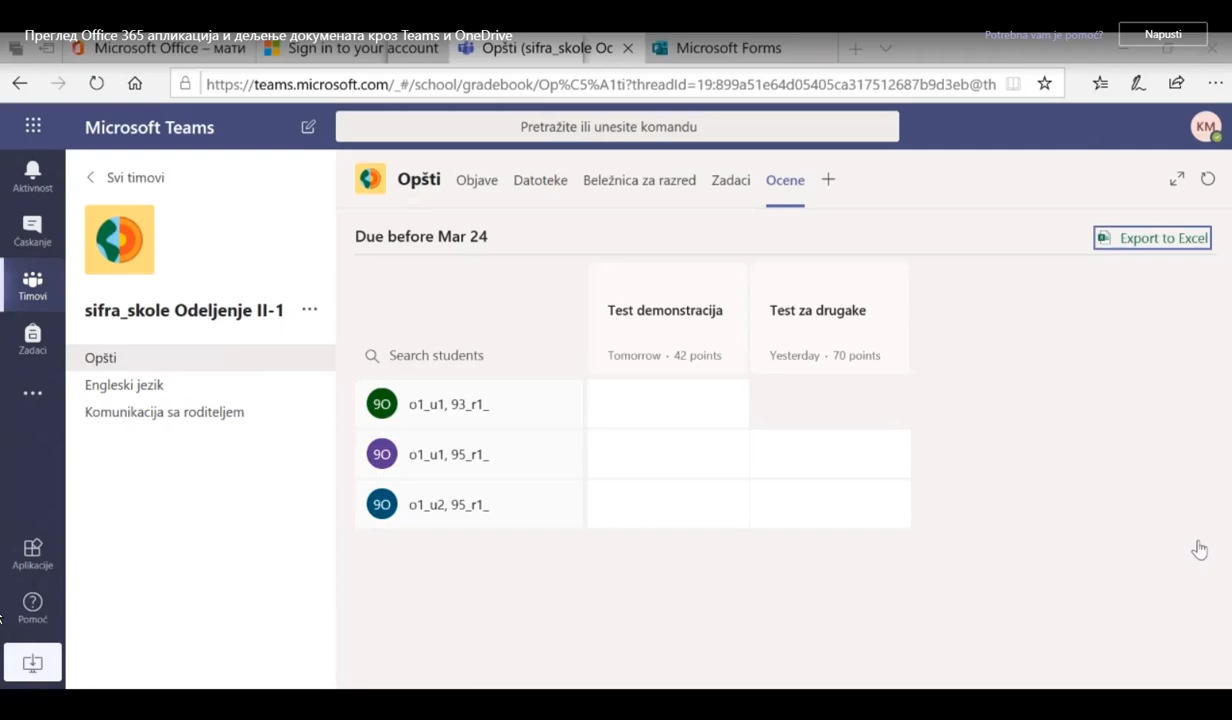 Преглед Office 365 апликација и дељење докумената кроз Teams и OneDrive
Potrebna vam je pomoć?
Napusti
Microsoft Office – мати
Sign in to your account
Opšti (sifra_skole Oc
Microsoft Forms
https://teams.microsoft.com/_#/school/gradebook/Op%C5%A1ti?threadId=19:899a51e64d05405ca317512687b9d3eb@th
Microsoft Teams
Pretražite ili unesite komandu
KM
Aktivnost
Ćaskanje
Timovi
Zadaci
Aplikacije
Pomoć
Svi timovi
sifra_skole Odeljenje II-1
Opšti
Engleski jezik
Komunikacija sa roditeljem
Opšti
Objave
Datoteke
Beležnica za razred
Zadaci
Ocene
Due before Mar 24
Export to Excel
Test demonstracija
Test za drugake
Search students
Tomorrow • 42 points
Yesterday • 70 points
9O
o1_u1, 93_r1_
9O
o1_u1, 95_r1_
9O
o1_u2, 95_r1_